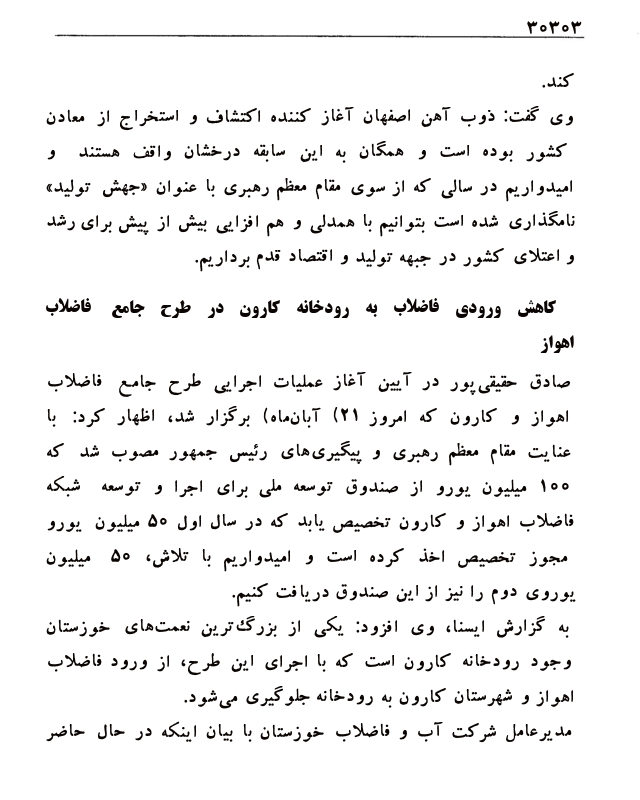 ۳۰۳۰۳
کند.
وی گفت: ذوب آهن اصفهان آغاز کننده اکتشاف و استخراج از معادن
کشور بوده است و همگان به این سابقه درخشان واقف هستند و
امیدواریم در سالی که از سوی مقام معظم رهبری با عنوان «جهش تولید»
نامگذاری شده است بتوانیم با همدلی و هم افزایی بیش از پیش برای رشد
و اعتلای کشور در جبهه تولید و اقتصاد قدم برداریم.
کاهش ورودی فاضلاب به رودخانه کارون در طرح جامع فاضلاب
اهواز
صادق حقیقی‌پور در آیین آغاز عملیات اجرایی طرح جامع فاضلاب
اهواز و کارون که امروز ۲۱) آبان‌ماه) برگزار شد، اظهار کرد: با
عنایت مقام معظم رهبری و پیگیری‌های رئیس جمهور مصوب شد که
۱۰۰ میلیون یورو از صندوق توسعه ملی برای اجرا و توسعه شبکه
فاضلاب اهواز و کارون تخصیص یابد که در سال اول ۵۰ میلیون یورو
مجوز تخصیص اخذ کرده است و امیدواریم با تلاش، ۵۰ میلیون
یوروی دوم را نیز از این صندوق دریافت کنیم.
به گزارش ایسنا، وی افزود: یکی از بزرگ‌ترین نعمت‌های خوزستان
وجود رودخانه کارون است که با اجرای این طرح، از ورود فاضلاب
اهواز و شهرستان کارون به رودخانه جلوگیری می‌شود.
مدیرعامل شرکت آب و فاضلاب خوزستان با بیان اینکه در حال حاضر